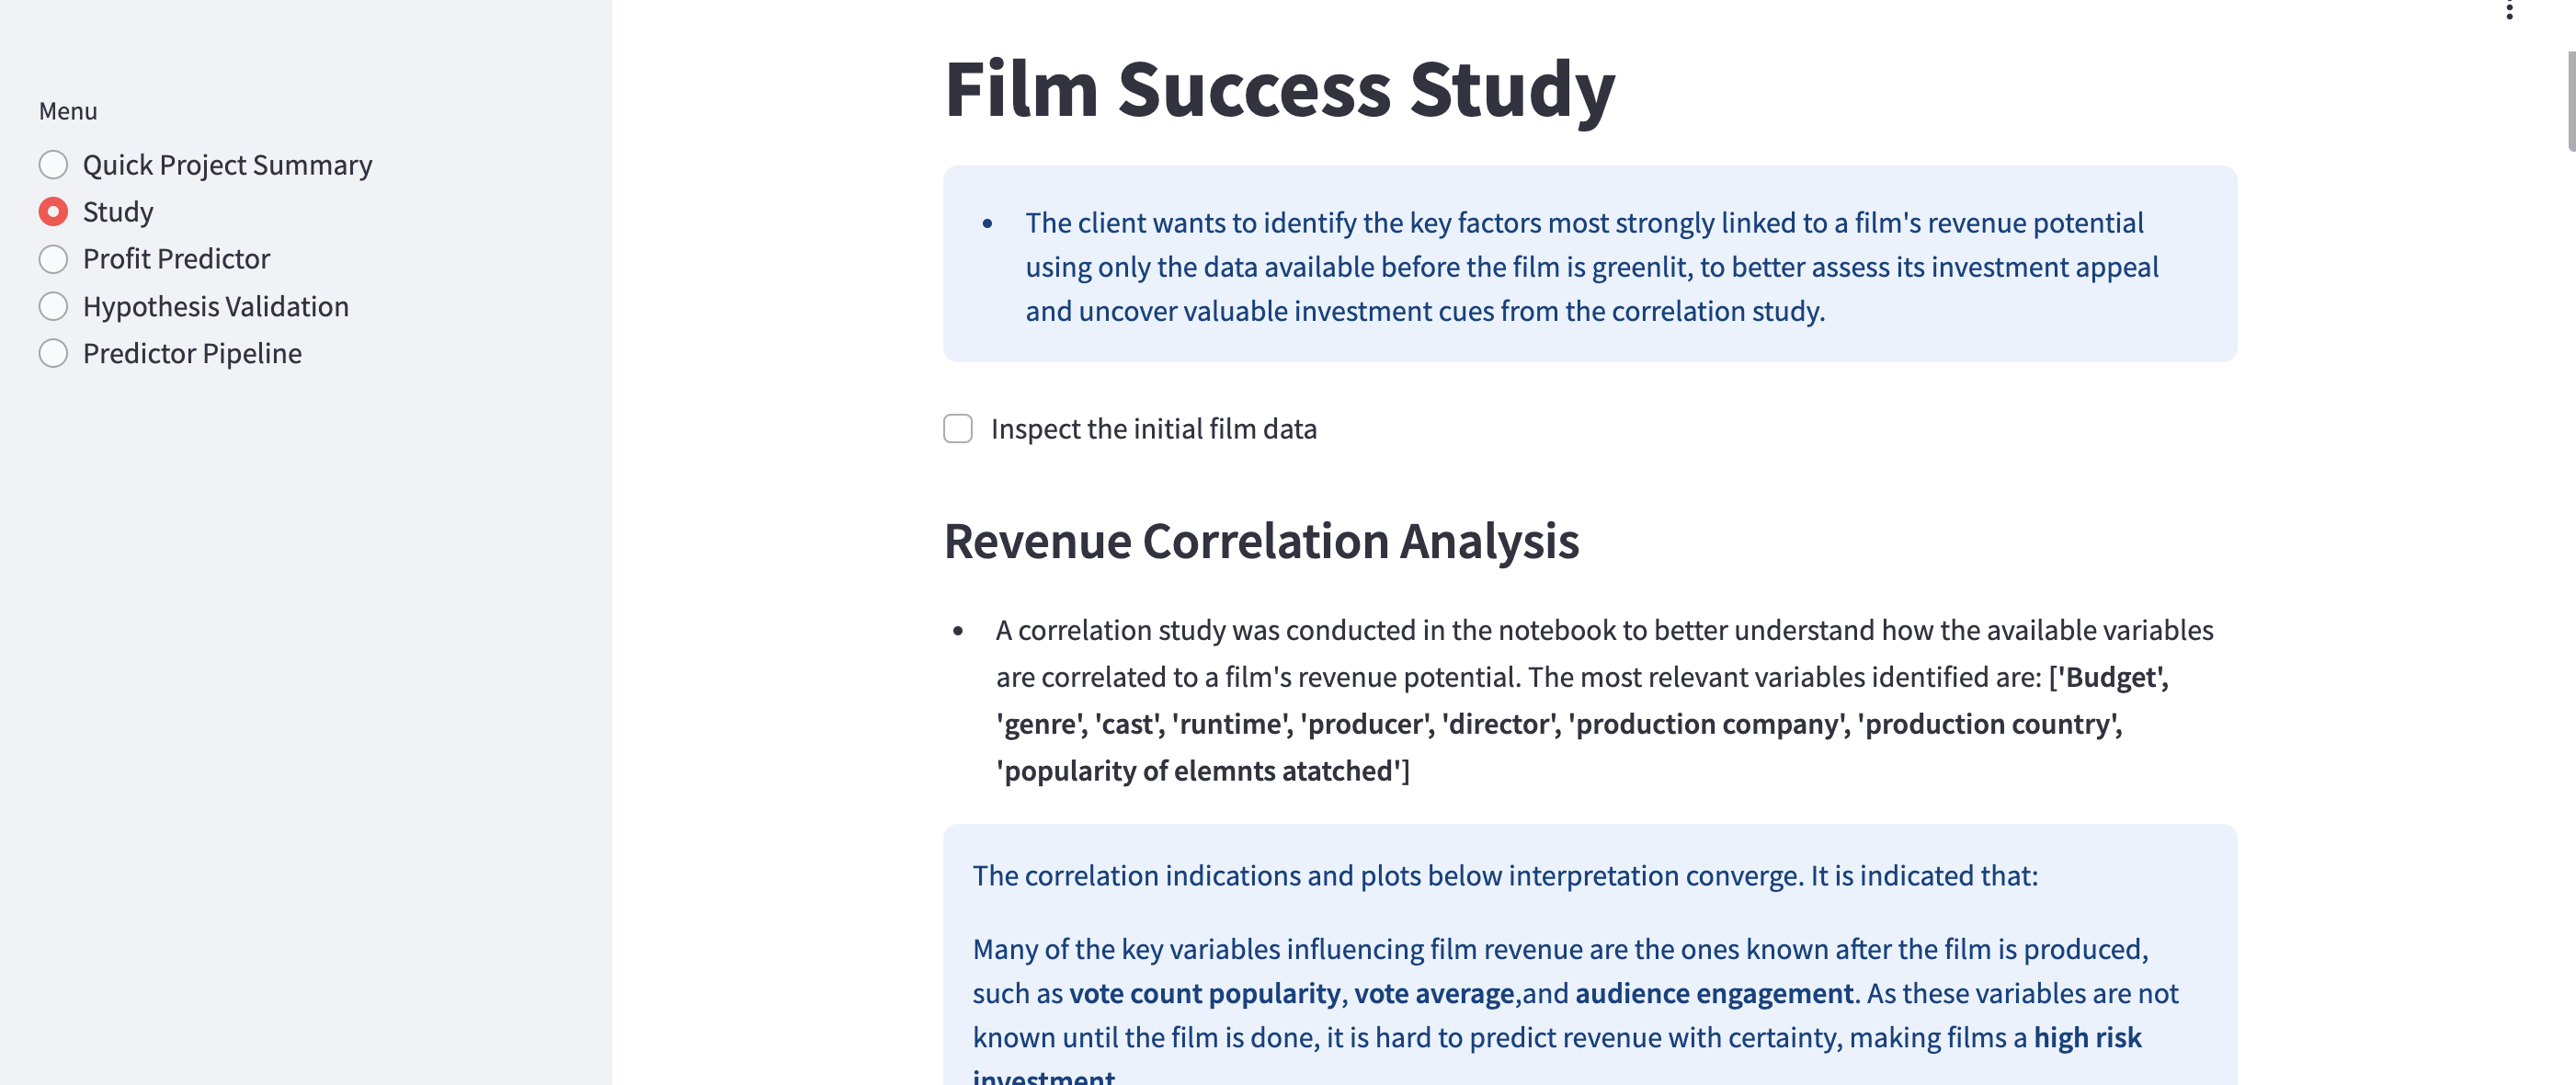 Menu
Quick Project Summary
Study
Profit Predictor
Hypothesis Validation
Predictor Pipeline
Film Success Study
• The client wants to identify the key factors most strongly linked to a film's revenue potential
using only the data available before the film is greenlit, to better assess its investment appeal
and uncover valuable investment cues from the correlation study.
Inspect the initial film data
Revenue Correlation Analysis
• A correlation study was conducted in the notebook to better understand how the available variables
are correlated to a film's revenue potential. The most relevant variables identified are: ['Budget',
'genre', 'cast', 'runtime', 'producer', 'director', 'production company', 'production country',
'popularity of elemnts atatched']
The correlation indications and plots below interpretation converge. It is indicated that:
Many of the key variables influencing film revenue are the ones known after the film is produced,
such as vote count popularity, vote average,and audience engagement. As these variables are not
known until the film is done, it is hard to predict revenue with certainty, making films a high risk
investment